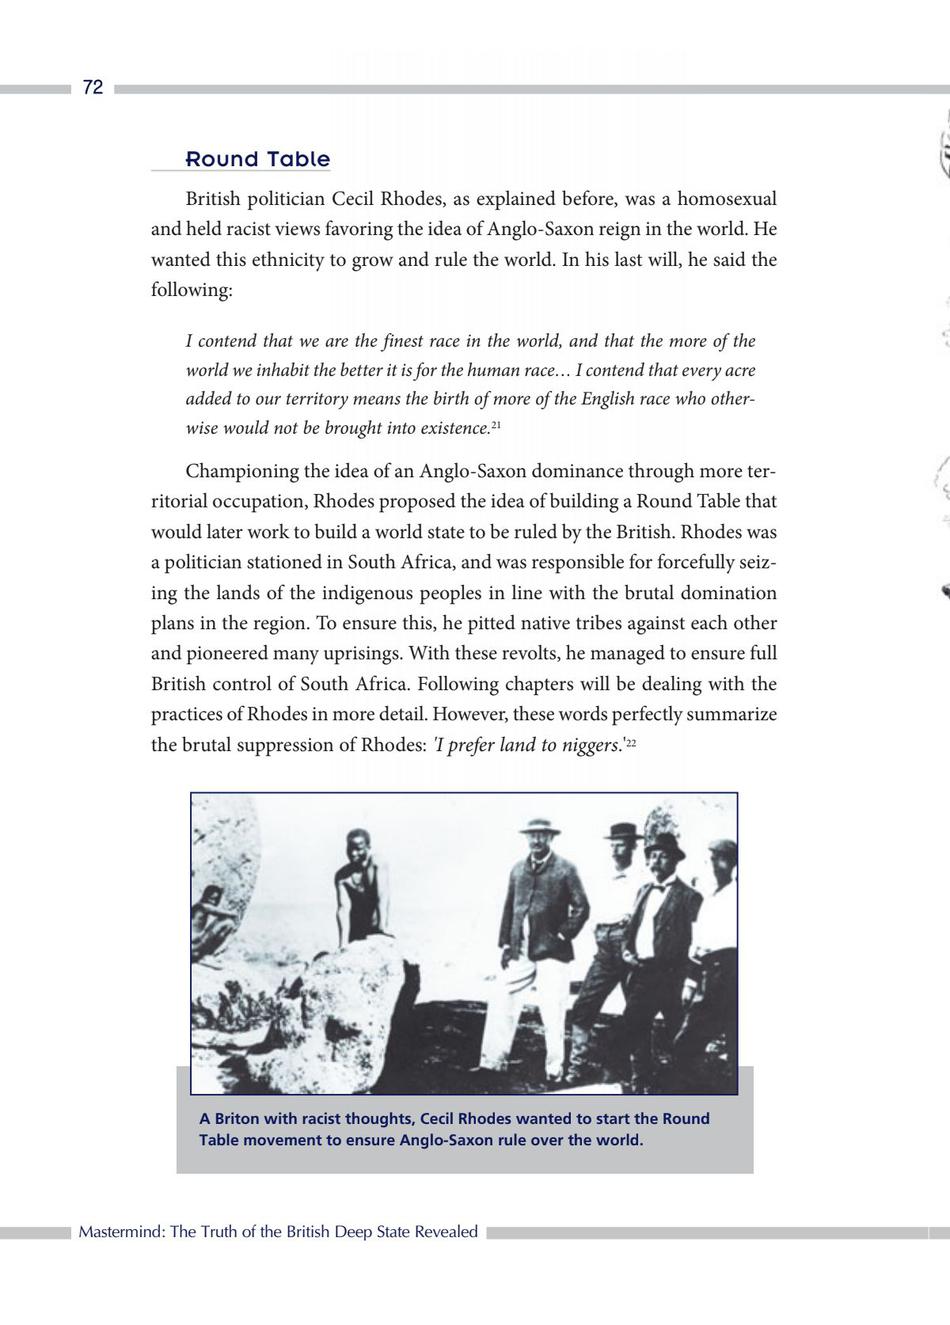 72
Round Table
British politician Cecil Rhodes, as explained before, was a homosexual
and held racist views favoring the idea of Anglo-Saxon reign in the world. He
wanted this ethnicity to grow and rule the world. In his last will, he said the
following:
I contend that we are the finest race in the world, and that the more of the
world we inhabit the better it is for the human race… I contend that every acre
added to our territory means the birth of more of the English race who other-
wise would not be brought into existence.21
Championing the idea of an Anglo-Saxon dominance through more ter-
ritorial occupation, Rhodes proposed the idea of building a Round Table that
would later work to build a world state to be ruled by the British. Rhodes was
a politician stationed in South Africa, and was responsible for forcefully seiz-
ing the lands of the indigenous peoples in line with the brutal domination
plans in the region. To ensure this, he pitted native tribes against each other
and pioneered many uprisings. With these revolts, he managed to ensure full
British control of South Africa. Following chapters will be dealing with the
practices of Rhodes in more detail. However, these words perfectly summarize
the brutal suppression of Rhodes: 'I prefer land to niggers.'22
A Briton with racist thoughts, Cecil Rhodes wanted to start the Round
Table movement to ensure Anglo-Saxon rule over the world.
Mastermind: The Truth of the British Deep State Revealed